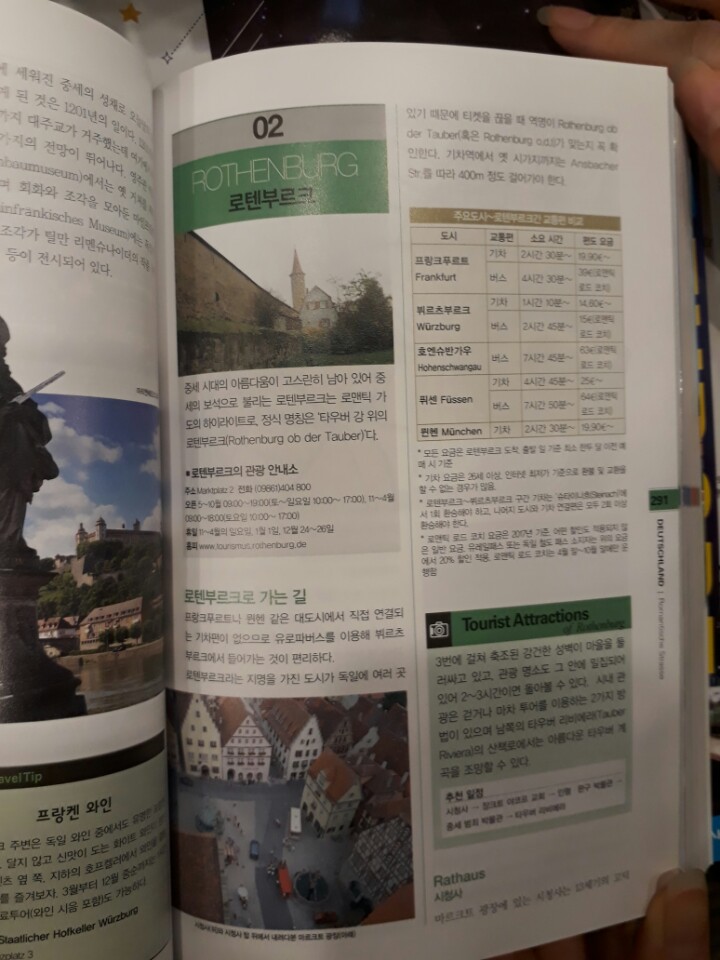 세워진 중세의 성채로
게 된 것은 1201년의 일이다.
까지 대주교가 거주했는데
가지의 전망이 뛰어나다.
nbaumuseum)에서는 옛
며 회화와 조각을 모아둔
infränkisches Museum)에는
조각가 틸만 리멘슈나이더의
등이 전시되어 있다.
avel Tip
프랑켄 와인
주변은 독일 와인 중에서도
달지 않고 신맛이 도는 화이트
츠 옆 쪽, 지하의 호프켈러에서
를 즐겨보자. 3월부터 12월
료투어(와인 시음 포함)도 가능하다.
Staatlicher Hofkeller Würzburg
zplatz 3
02
ROTHENBURG
로텐부르크
중세 시대의 아름다움이 고스란히 남아 있어 중
세의 보석으로 불리는 로텐부르크는 로맨틱 가
도의 하이라이트로, 정식 명칭은 '타우버 강 위의
로텐부르크(Rothenburg ob der Tauber)'다.
■ 로텐부르크의 관광 안내소
주소 Marktplatz 2 전화 (09861)404 800
오픈 5~10월 09:00~18:00(토~일요일 10:00~ 17:00), 11~4월
09:00~18:00(토요일 10:00~ 17:00)
휴일 11~4월의 일요일, 1월 1일, 12월 24~26일
홈피 www.tourismus.rothenburg.de
로텐부르크로 가는 길
프랑크푸르트나 뮌헨 같은 대도시에서 직접 연결되
는 기차편이 없으므로 유로파버스를 이용해 뷔르츠
부르크에서 들어가는 것이 편리하다.
로텐부르크라는 지명을 가진 도시가 독일에 여러 곳
시청사(좌)와 시청사 탑 위에서 내려다본 마르크트 광장(아래)
있기 때문에 티켓을 끊을 때 역명이 Rothenburg ob
der Tauber(혹은 Rothenburg o.d.t)가 맞는지 꼭 확
인한다. 기차역에서 옛 시가지까지는 Ansbacher
Str.를 따라 400m 정도 걸어가야 한다.
주요도시~로텐부르크간 교통편 비교
도시 교통편 소요 시간 편도 요금
프랑크푸르트 Frankfurt 기차 2시간 30분~ 19.90€~
버스 4시간 30분~ 39€(로맨틱 로드 코치)
뷔르츠부르크 Würzburg 기차 1시간 10분~ 14.60€~
버스 2시간 45분~ 15€(로맨틱 로드 코치)
호엔슈반가우 Hohenschwangau 버스 7시간 45분~ 63€(로맨틱 로드 코치)
퓌센 Füssen 기차 4시간 45분~ 25€~
버스 7시간 50분~ 64€(로맨틱 로드 코치)
뮌헨 München 기차 2시간 30분~ 19.90€~
* 모든 요금은 로텐부르크 도착, 출발 일 기준 최소 한두 달 이전 예
매 시 기준
* 기차 요금은 26세 이상, 인터넷 최저가 기준으로 환불 및 교환을
할 수 없는 경우가 많음.
* 로텐부르크~뷔르츠부르크 구간 기차는 슈타이나흐(Steinach)에
서 1회 환승해야 하고, 나머지 도시와 기차 연결편은 모두 2회 이상
환승해야 한다.
* 로맨틱 로드 코치 요금은 2017년 기준. 어떤 할인도 적용되지 않
은 일반 요금. 유레일패스 또는 독일 철도 패스 소지자는 위의 요금
에서 20% 할인 적용. 로맨틱 로드 코치는 4월 말~10월 말에만 운
행함
Tourist Attractions
of Rothenburg
3번에 걸쳐 축조된 강건한 성벽이 마을을 둘
러싸고 있고, 관광 명소도 그 안에 밀집되어
있어 2~3시간이면 돌아볼 수 있다. 시내 관
광은 걷거나 마차 투어를 이용하는 2가지 방
법이 있으며 남쪽의 타우버 리비에라(Tauber
Riviera)의 산책로에서는 아름다운 타우버 계
곡을 조망할 수 있다.
추천 일정
시청사 → 장크트 야코프 교회 → 인형·완구 박물관 →
중세 범죄 박물관 → 타우버 리비에라
Rathaus
시청사
마르크트 광장에 있는 시청사는 13세기의 고딕
291
DEUTSCHLAND | Romantische Strasse